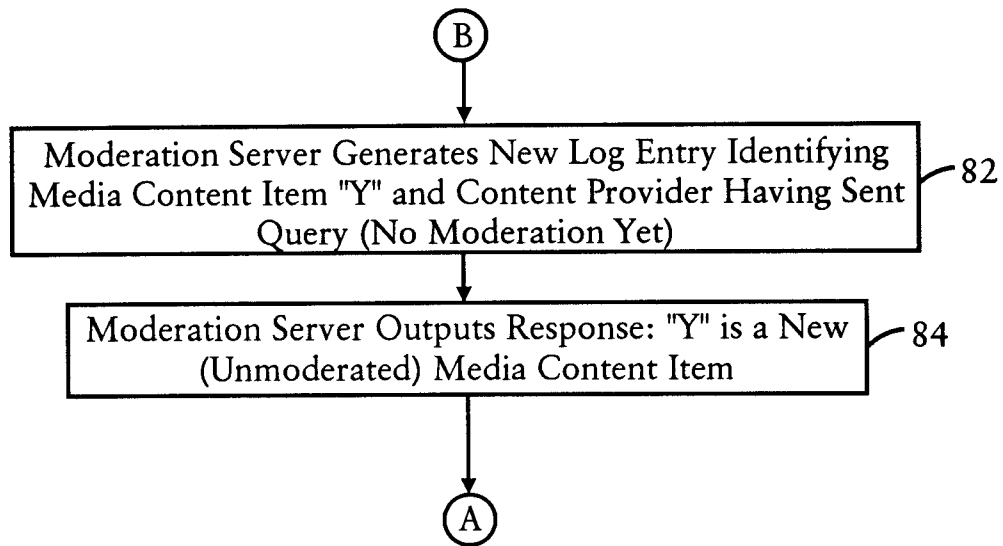 B
Moderation Server Generates New Log Entry Identifying
Media Content Item "Y" and Content Provider Having Sent
Query (No Moderation Yet)
82
Moderation Server Outputs Response: "Y" is a New
(Unmoderated) Media Content Item
84
A